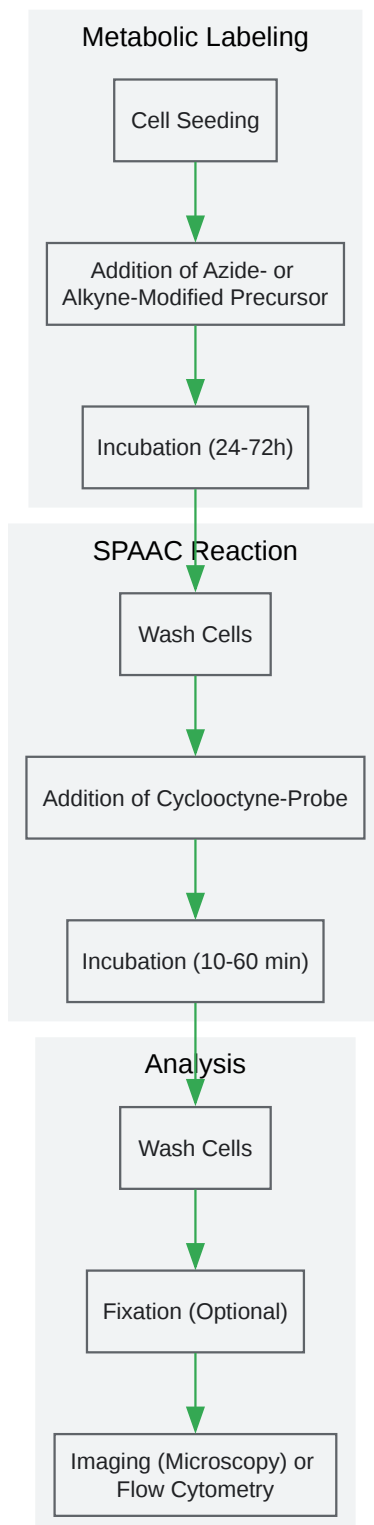 Metabolic Labeling
Cell Seeding
Addition of Azide- or
Alkyne-Modified Precursor
Incubation (24-72h)
SPAAC Reaction
Wash Cells
Addition of Cyclooctyne-Probe
Incubation (10-60 min)
Analysis
Wash Cells
Fixation (Optional)
Imaging (Microscopy) or
Flow Cytometry